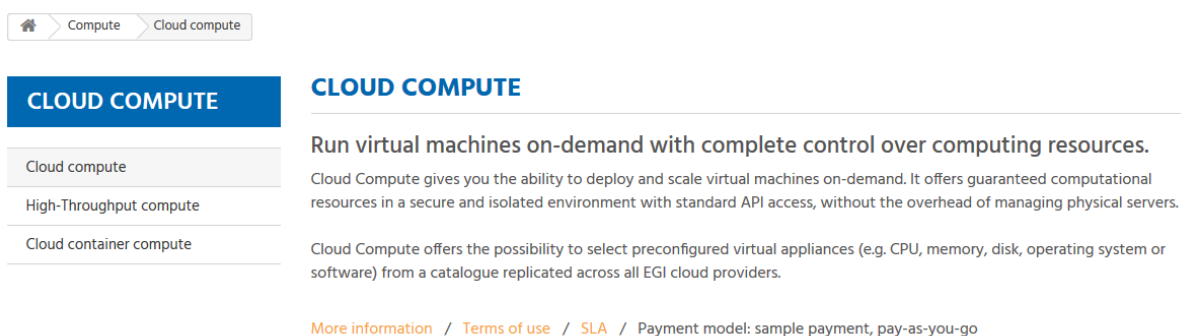 Compute
Cloud compute
CLOUD COMPUTE
Cloud compute
High-Throughput compute
Cloud container compute
CLOUD COMPUTE
Run virtual machines on-demand with complete control over computing resources.
Cloud Compute gives you the ability to deploy and scale virtual machines on-demand. It offers guaranteed computational
resources in a secure and isolated environment with standard API access, without the overhead of managing physical servers.
Cloud Compute offers the possibility to select preconfigured virtual appliances (e.g. CPU, memory, disk, operating system or
software) from a catalogue replicated across all EGI cloud providers.
More information / Terms of use / SLA / Payment model: sample payment, pay-as-you-go